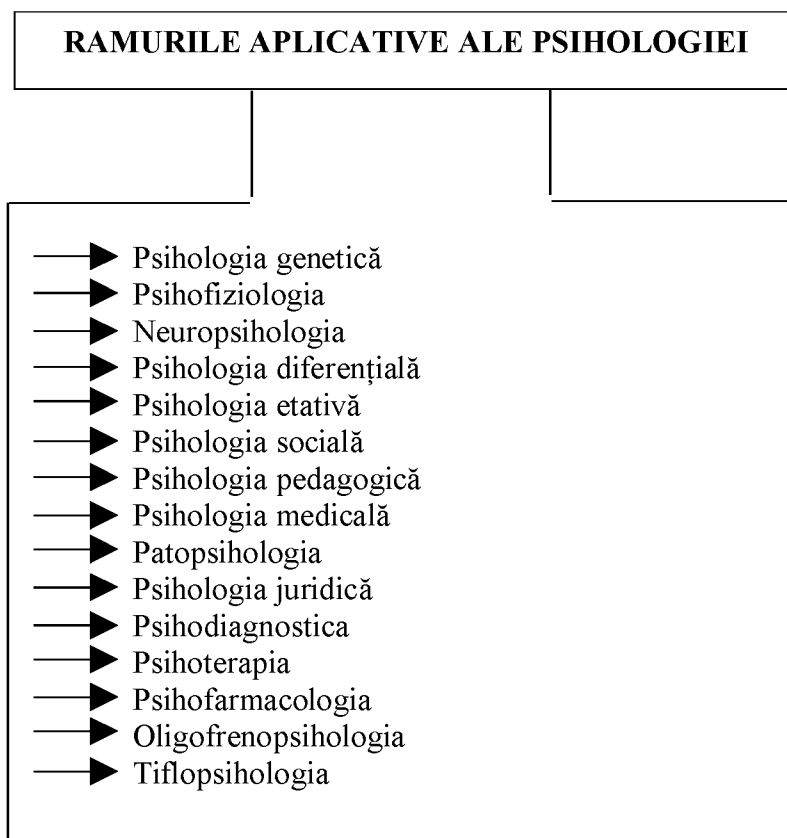 RAMURILE APLICATIVE ALE PSIHOLOGIEI
Psihologia genetică
Psihofiziologia
Neuropsihologia
Psihologia diferențială
Psihologia etativă
Psihologia socială
Psihologia pedagogică
Psihologia medicală
Patopsihologia
Psihologia juridică
Psihodiagnostica
Psihoterapia
Psihofarmacologia
Oligofrenopsihologia
Tiflopsihologia